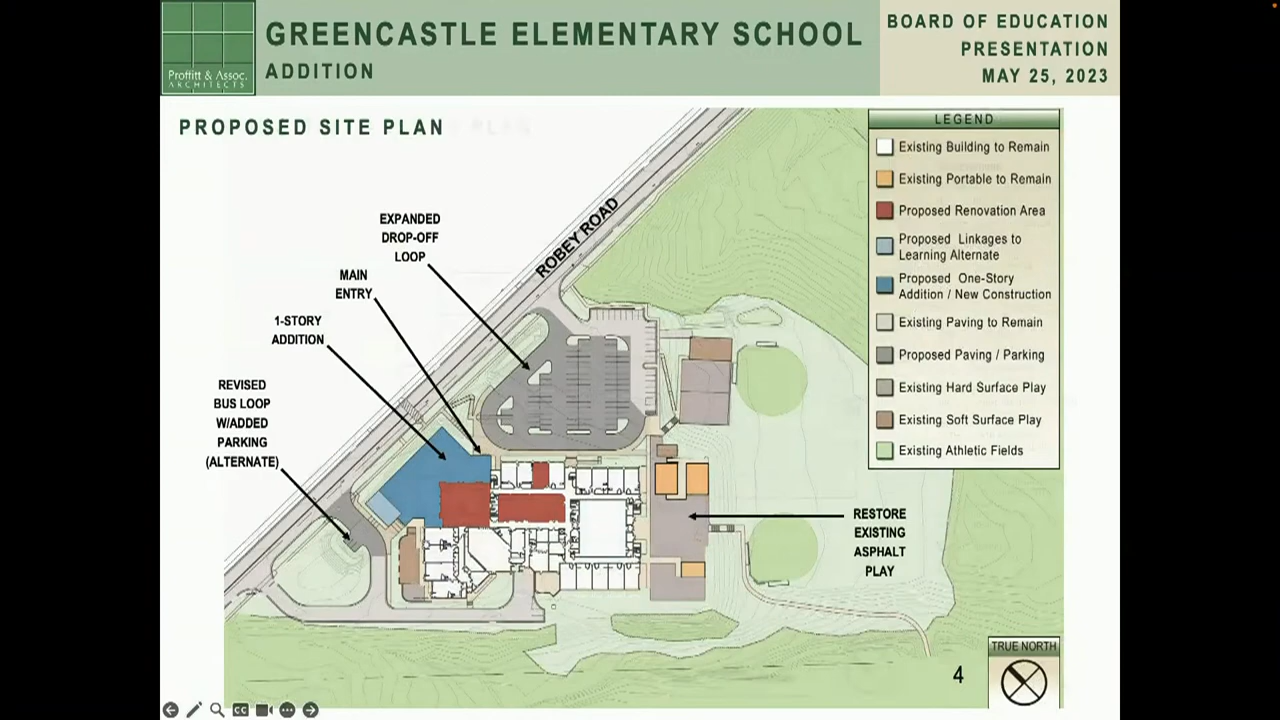 Proffitt & Assoc.
ARCHITECTS
GREENCASTLE ELEMENTARY SCHOOL
ADDITION
BOARD OF EDUCATION
PRESENTATION
MAY 25, 2023
PROPOSED SITE PLAN
LEGEND
Existing Building to Remain
Existing Portable to Remain
Proposed Renovation Area
Proposed Linkages to
Learning Alternate
Proposed One-Story
Addition / New Construction
Existing Paving to Remain
Proposed Paving / Parking
Existing Hard Surface Play
Existing Soft Surface Play
Existing Athletic Fields
ROBEY ROAD
EXPANDED
DROP-OFF
LOOP
MAIN
ENTRY
1-STORY
ADDITION
REVISED
BUS LOOP
W/ADDED
PARKING
(ALTERNATE)
RESTORE
EXISTING
ASPHALT
PLAY
TRUE NORTH
4
CC